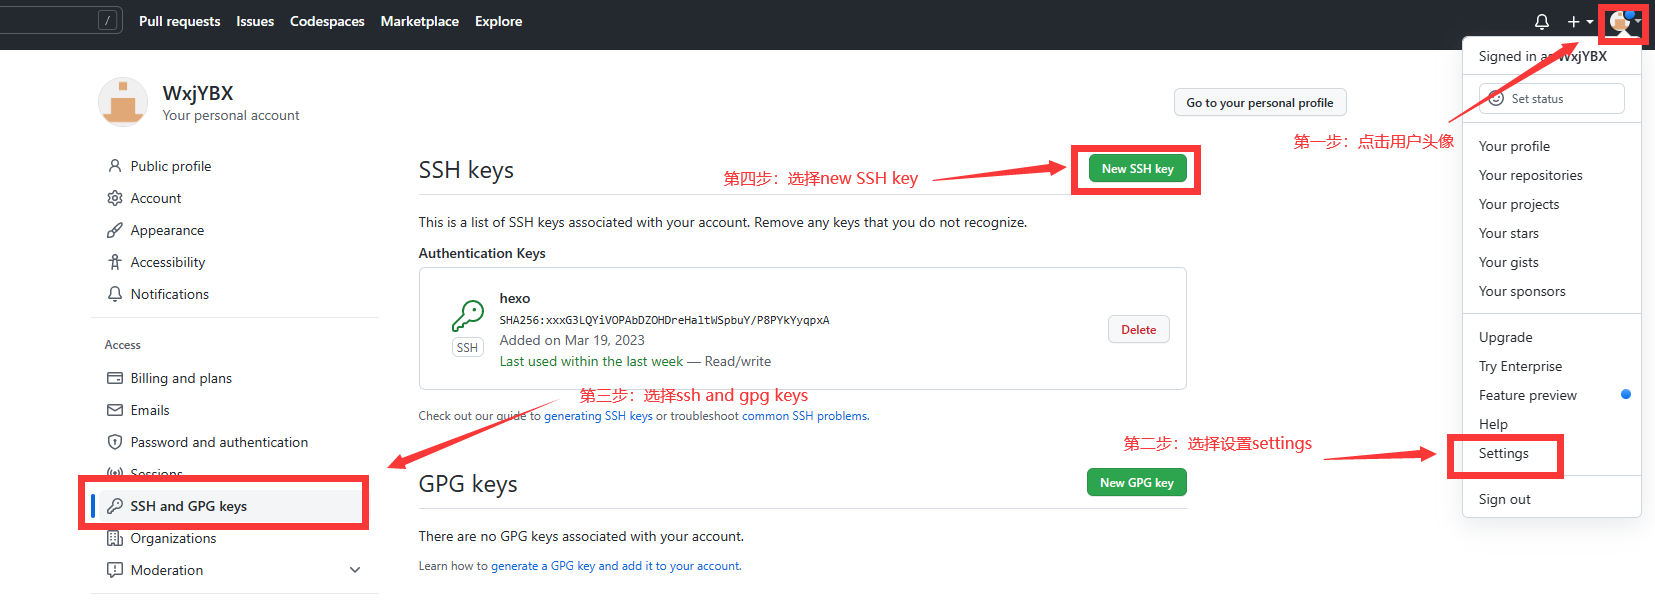 /
Pull requests Issues Codespaces Marketplace Explore
WxjYBX
Your personal account
Go to your personal profile
Public profile
Account
Appearance
Accessibility
Notifications
Access
Billing and plans
Emails
Password and authentication
Sessions
SSH and GPG keys
Organizations
Moderation
SSH keys
第四步：选择new SSH key
New SSH key
This is a list of SSH keys associated with your account. Remove any keys that you do not recognize.
Authentication Keys
hexo
SHA256:xxxG3LQYiVOPAbDZOHDreHaltWSpbuY/P8PYkYyqpxA
SSH
Added on Mar 19, 2023
Last used within the last week — Read/write
Delete
第三步：选择ssh and gpg keys
Check out our guide to generating SSH keys or troubleshoot common SSH problems.
GPG keys
New GPG key
There are no GPG keys associated with your account.
Learn how to generate a GPG key and add it to your account.
Signed in as WxjYBX
Set status
第一步：点击用户头像
Your profile
Your repositories
Your projects
Your stars
Your gists
Your sponsors
Upgrade
Try Enterprise
Feature preview
Help
第二步：选择设置settings
Settings
Sign out